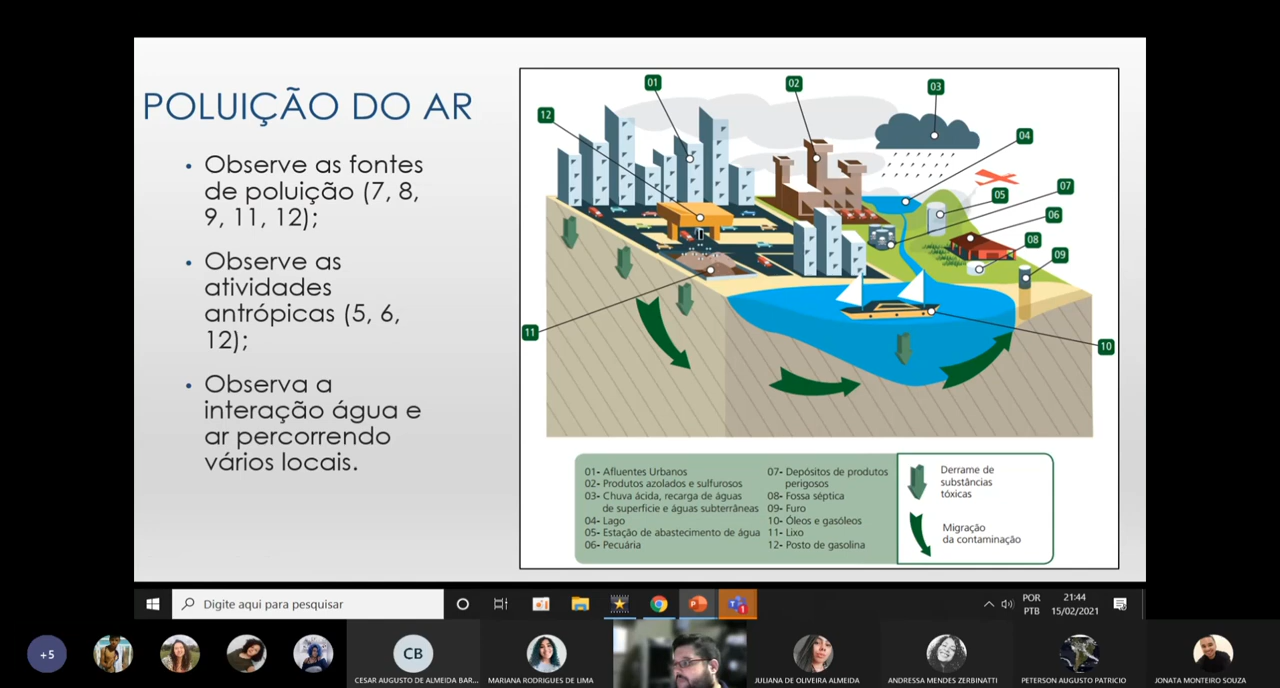 POLUIÇÃO DO AR
• Observe as fontes
de poluição (7, 8,
9, 11, 12);
• Observe as
atividades
antrópicas (5, 6,
12);
• Observa a
interação água e
ar percorrendo
vários locais.
01
02
03
12
04
07
05
06
08
09
11
10
01- Afluentes Urbanos
02- Produtos azolados e sulfurosos
03- Chuva ácida, recarga de águas
de superfície e águas subterrâneas
04- Lago
05- Estação de abastecimento de água
06- Pecuária
07- Depósitos de produtos
perigosos
08- Fossa séptica
09- Furo
10- Óleos e gasóleos
11- Lixo
12- Posto de gasolina
Derrame de
substâncias
tóxicas
Migração
da contaminação
Digite aqui para pesquisar
1
POR
PTB
21:44
15/02/2021
+5
CB
CESAR AUGUSTO DE ALMEIDA BAR...
MARIANA RODRIGUES DE LIMA
JULIANA DE OLIVEIRA ALMEIDA
ANDRESSA MENDES ZERBINATTI
PETERSON AUGUSTO PATRICIO
JONATA MONTEIRO SOUZA